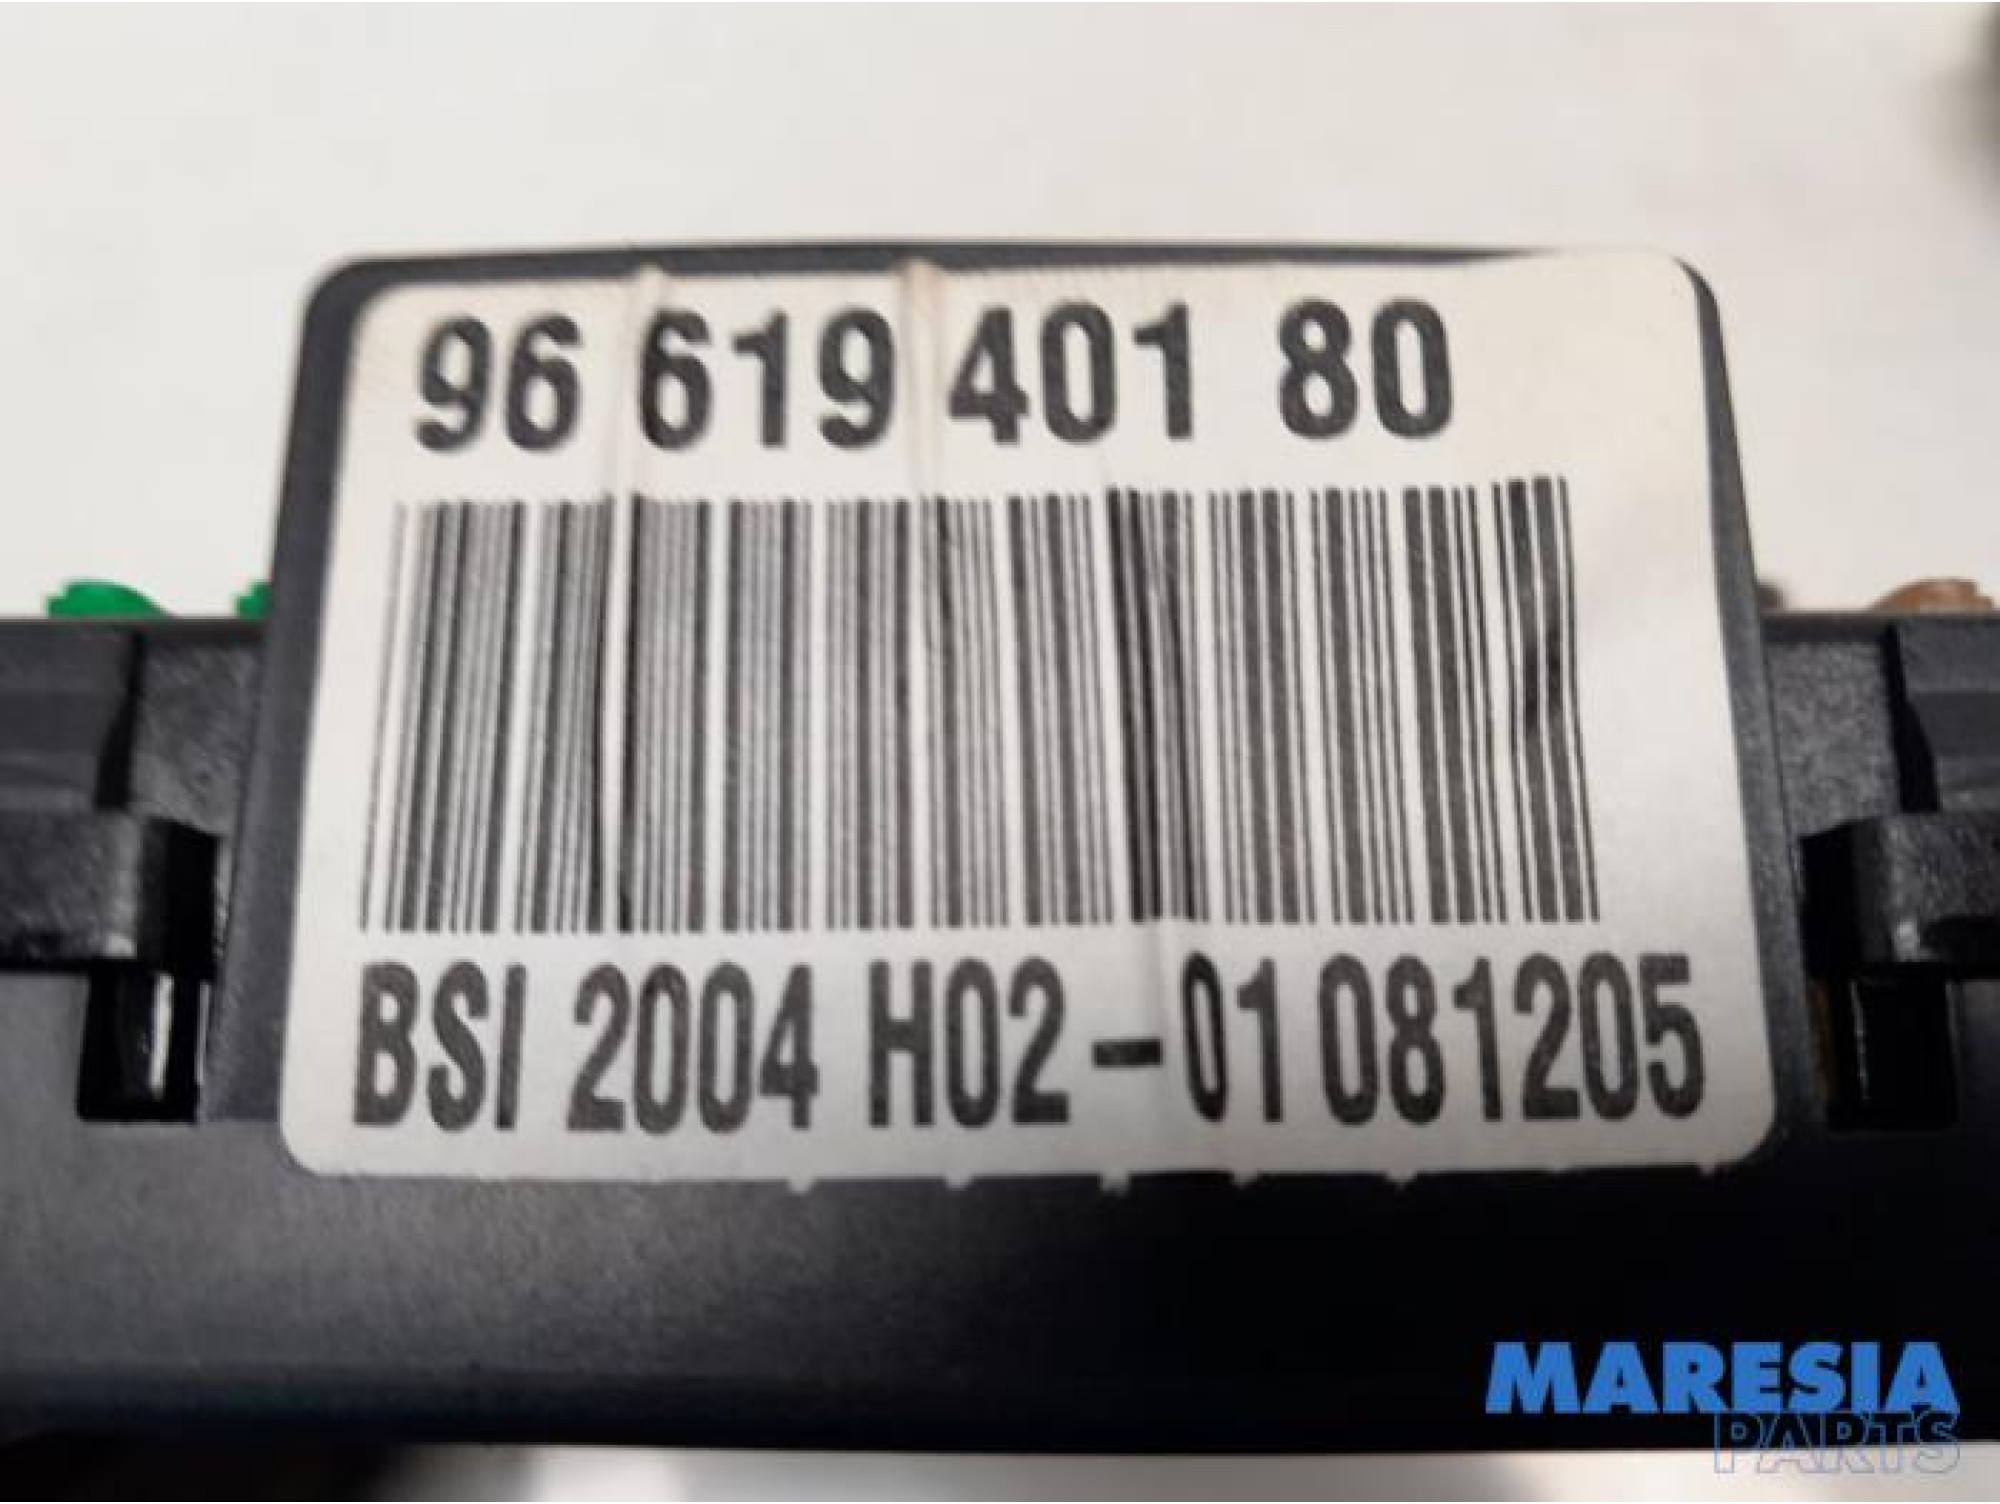 96 619 401 80
BSI 2004 H02-01 081205
MARESIA
PARTS